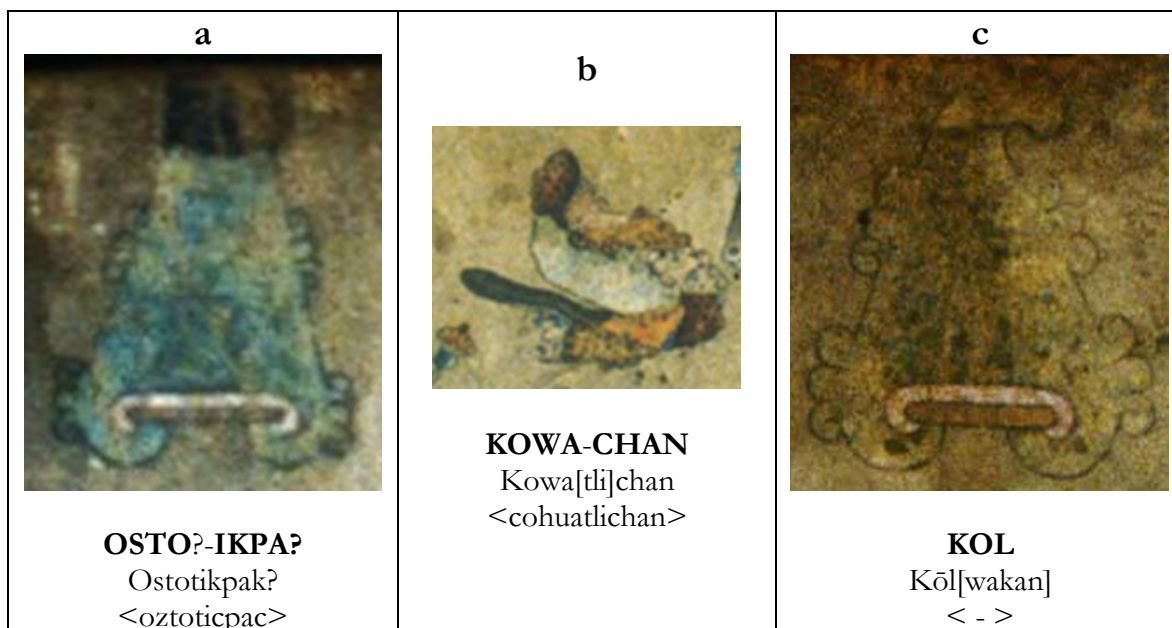 a
OSTO?-IKPA?
Ostotikpak?
<oztoticpac>
b
KOWA-CHAN
Kowa[tli]chan
<cohuatlichan>
c
KOL
Kōl[wakan]
< - >